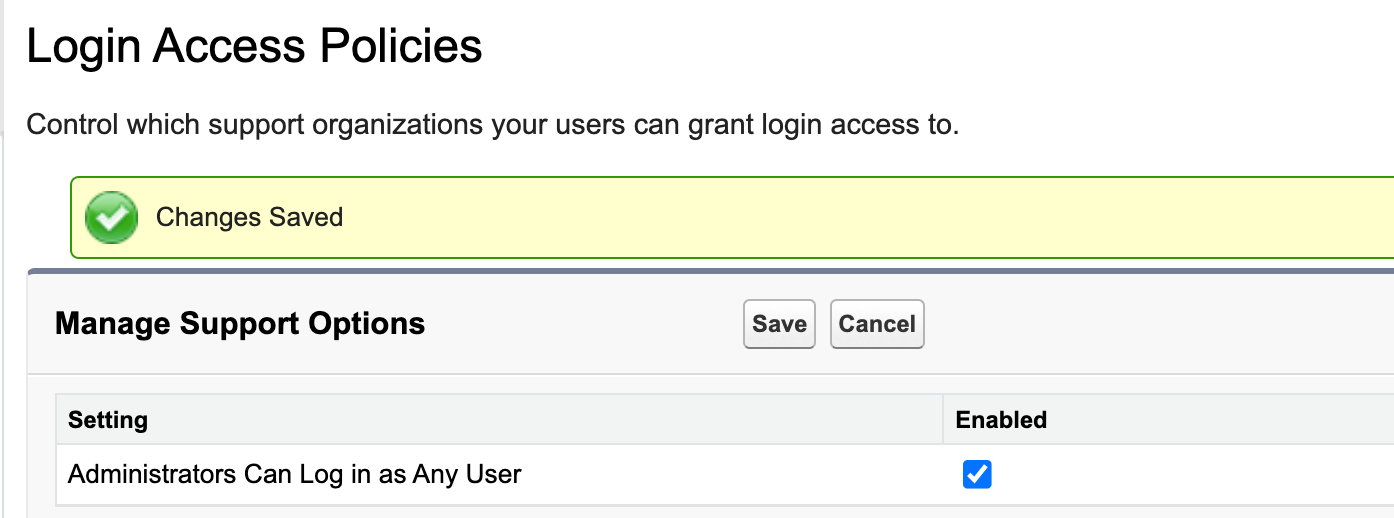 Login Access Policies
Control which support organizations your users can grant login access to.
Changes Saved
Manage Support Options
Save
Cancel
Setting
Enabled
Administrators Can Log in as Any User